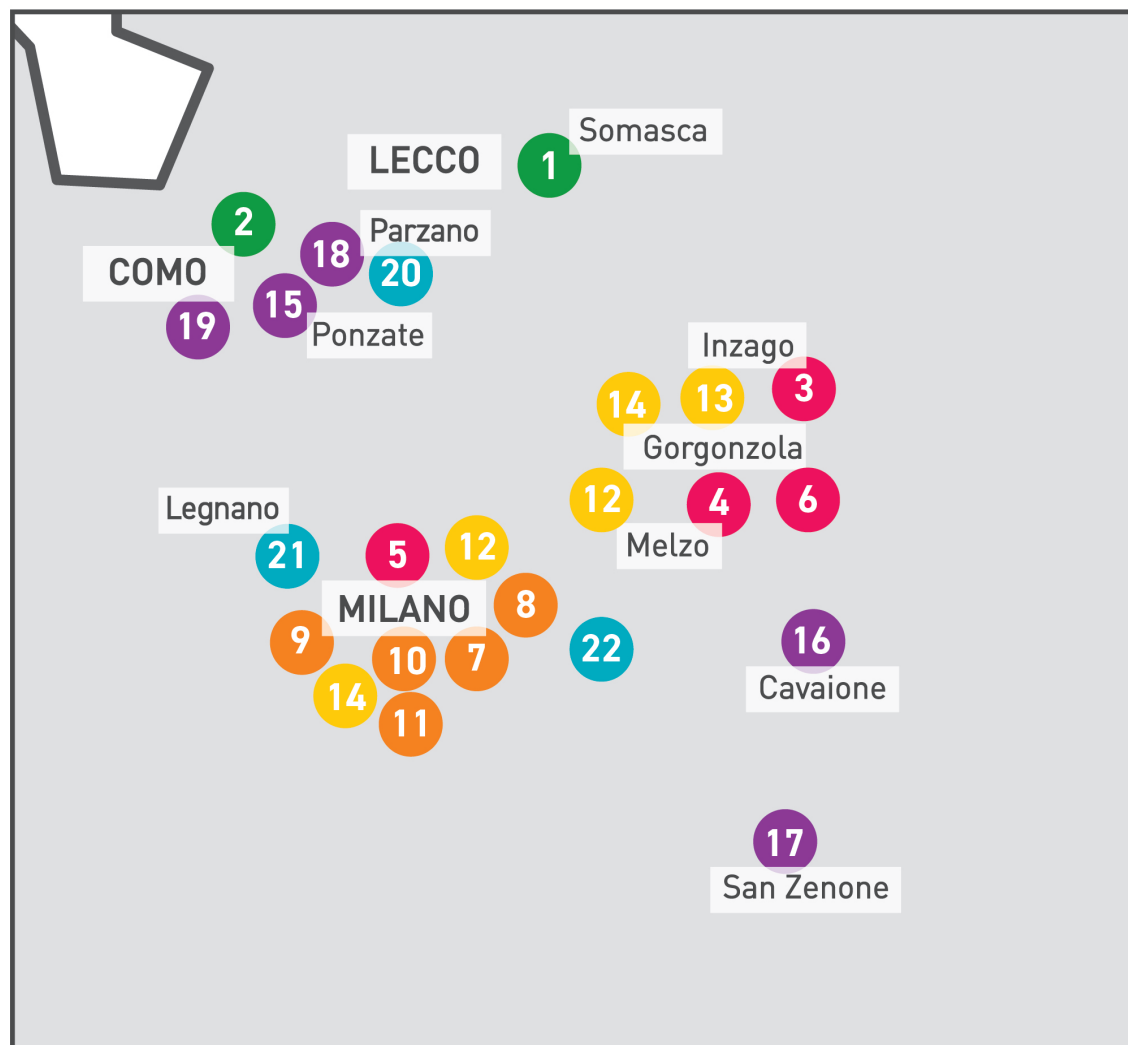 Somasca
LECCO
1
2
Parzano
18
20
COMO
15
19
Ponzate
Inzago
3
14
13
Gorgonzola
12
4
6
Legnano
Melzo
21
5
12
MILANO
8
9
10
7
22
16
14
11
Cavaione
17
San Zenone